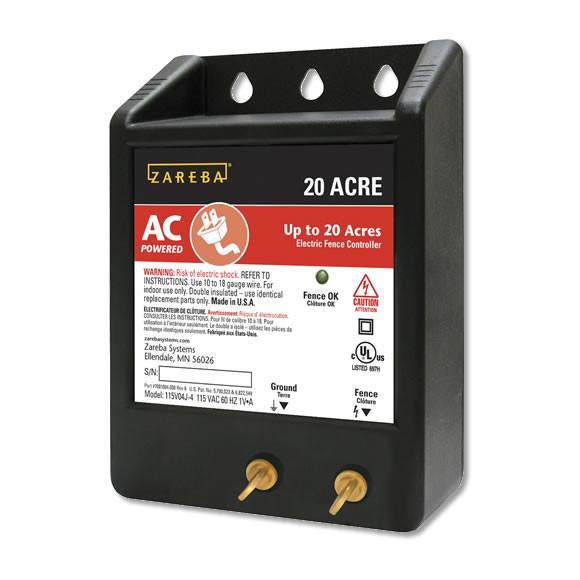 ZAREBA®
20 ACRE
AC
POWERED
Up to 20 Acres
Electric Fence Controller
WARNING: Risk of electric shock. REFER TO
INSTRUCTIONS. Use 10 to 18 gauge wire. For
indoor use only. Double insulated – use identical
replacement parts only. Made in U.S.A.
ÉLECTRIFICATEUR DE CLÔTURE. Avertissement: Risque d' électrocution.
CONSULTER LES INSTRUCTIONS. Pour fil de calibre 10 à 18. Pour
utilisation à l'intérieur seulement. Le double a isolé – utilisez les pièces de
rechange identiques seulement. Fabriqué aux États-Unis.
zarebasystems.com
Zareba Systems
Ellendale, MN 56026
S/N:
Model: 115V04J-4 115 VAC 60 HZ 1V•A
Fence OK
Clôture OK
CAUTION
ATTENTION
C UL US
LISTED 697H
Ground
Terre
Fence
Clôture